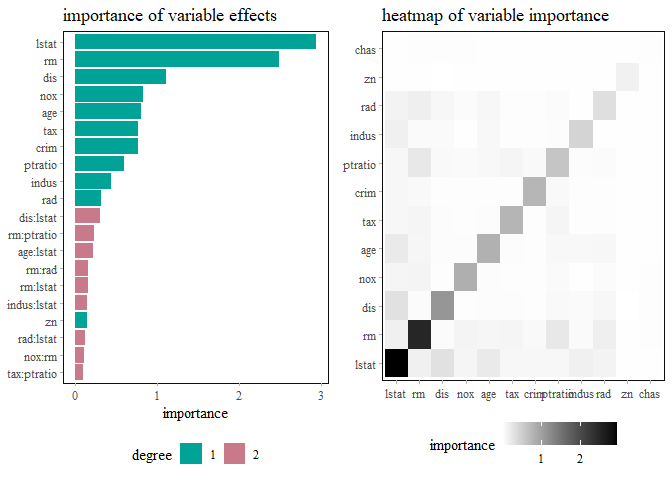 importance of variable effects
lstat
rm
dis
nox
age
tax
crim
ptratio
indus
rad
dis:lstat
rm:ptratio
age:lstat
rm:rad
rm:lstat
indus:lstat
zn
rad:lstat
nox:rm
tax:ptratio
0 1 2 3
importance
degree 1 2
heatmap of variable importance
chas
zn
rad
indus
ptratio
crim
tax
age
nox
dis
rm
lstat
lstat rm dis nox age tax crim ptratio indus rad zn chas
importance
1 2